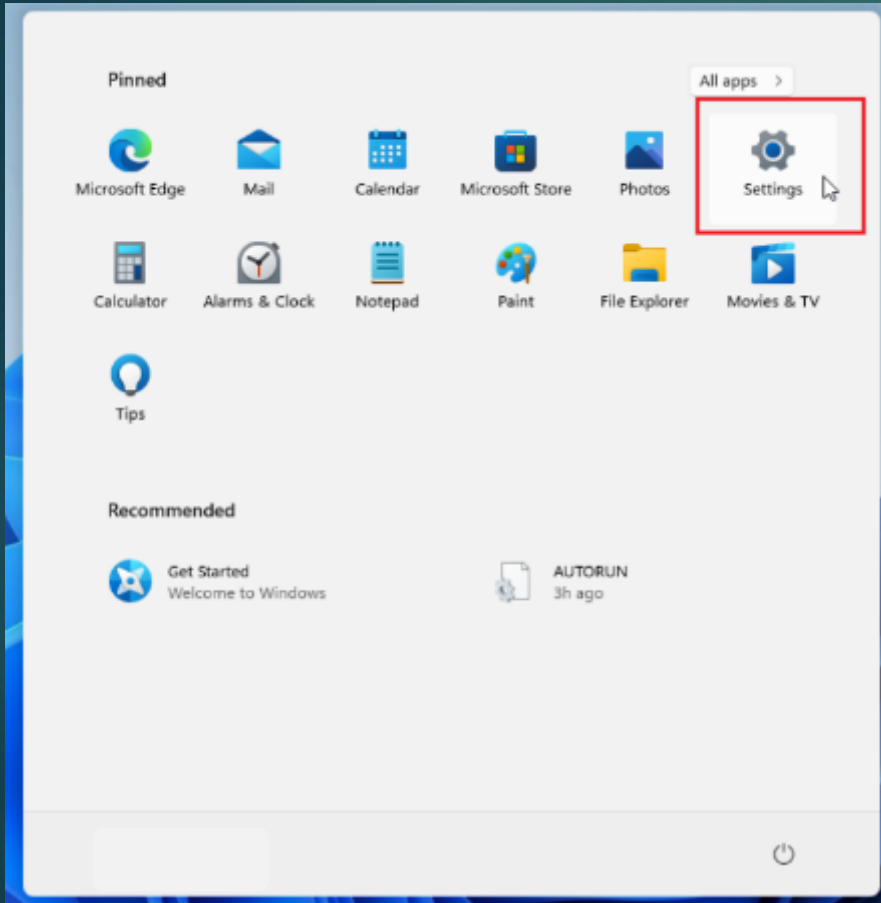 Pinned
All apps >
Microsoft Edge Mail Calendar Microsoft Store Photos Settings
Calculator Alarms & Clock Notepad Paint File Explorer Movies & TV
Tips
Recommended
Get Started
Welcome to Windows
AUTORUN
3h ago